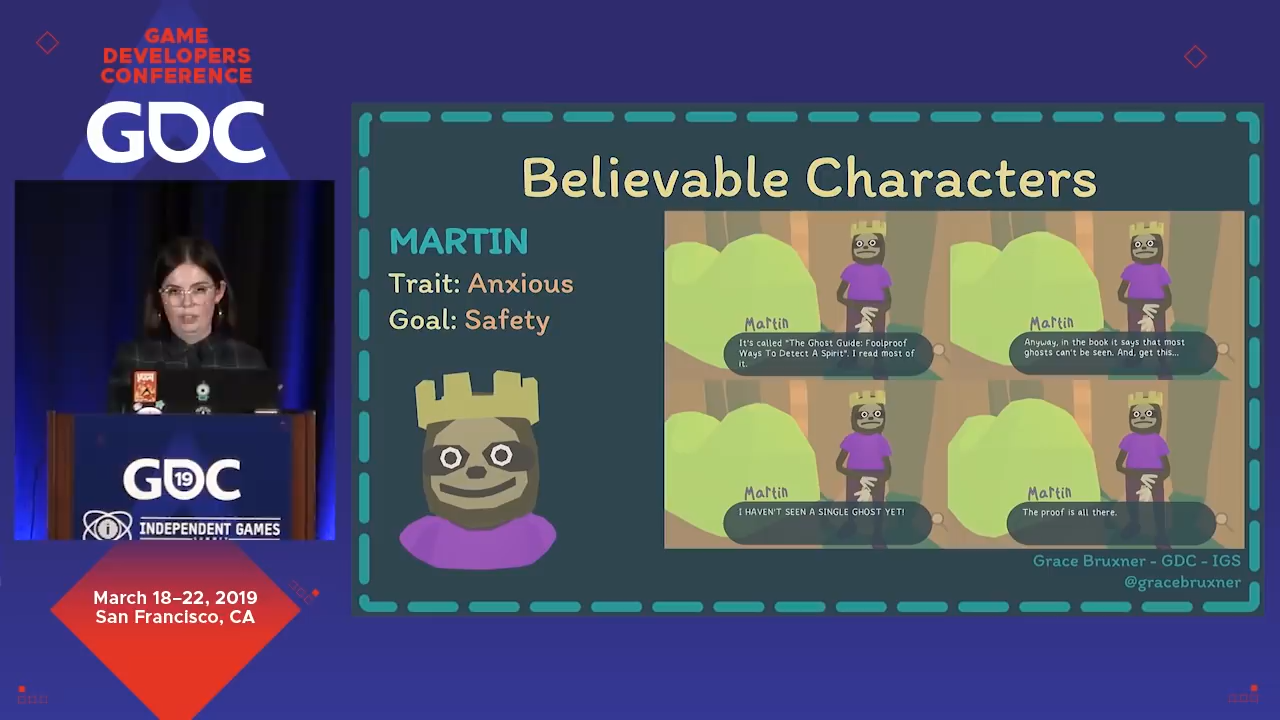 GAME
DEVELOPERS
CONFERENCE
GDC
GDC
19
INDEPENDENT GAMES
March 18–22, 2019
San Francisco, CA
Believable Characters
MARTIN
Trait: Anxious
Goal: Safety
Martin
It's called "The Ghost Guide: Foolproof
Ways To Detect A Spirit". I read most of
it.
Martin
Anyway, in the book it says that most
ghosts can't be seen. And, get this...
Martin
I HAVEN'T SEEN A SINGLE GHOST YET!
Martin
The proof is all there.
Grace Bruxner - GDC - IGS
@gracebruxner